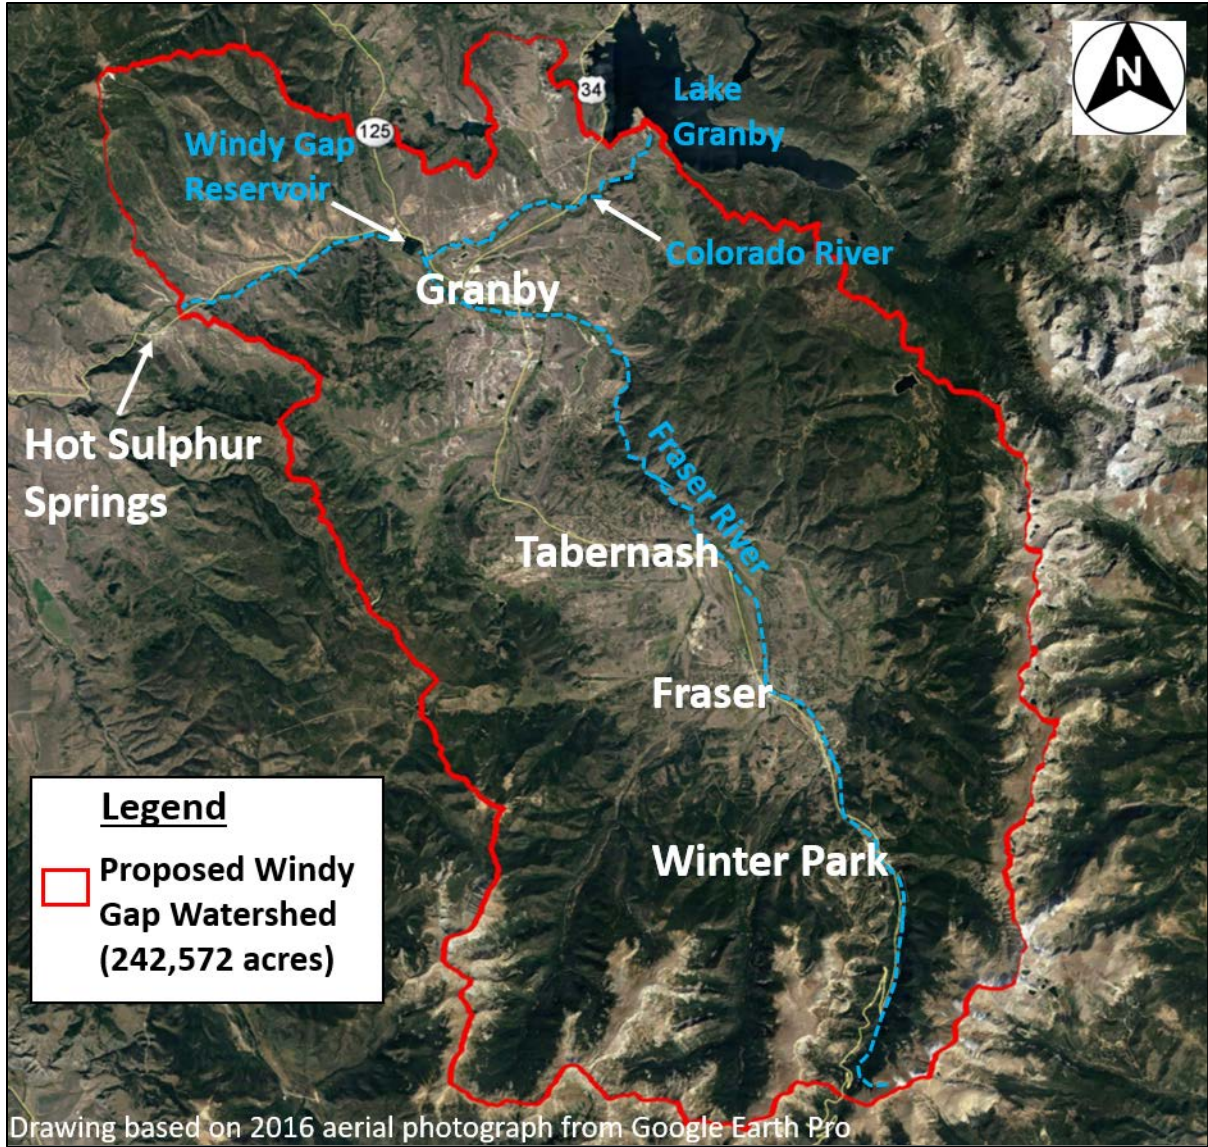 N
34
Lake
Granby
125
Windy Gap
Reservoir
Colorado River
Granby
Hot Sulphur
Springs
Fraser River
Tabernash
Fraser
Winter Park
Legend
Proposed Windy
Gap Watershed
(242,572 acres)
Drawing based on 2016 aerial photograph from Google Earth Pro